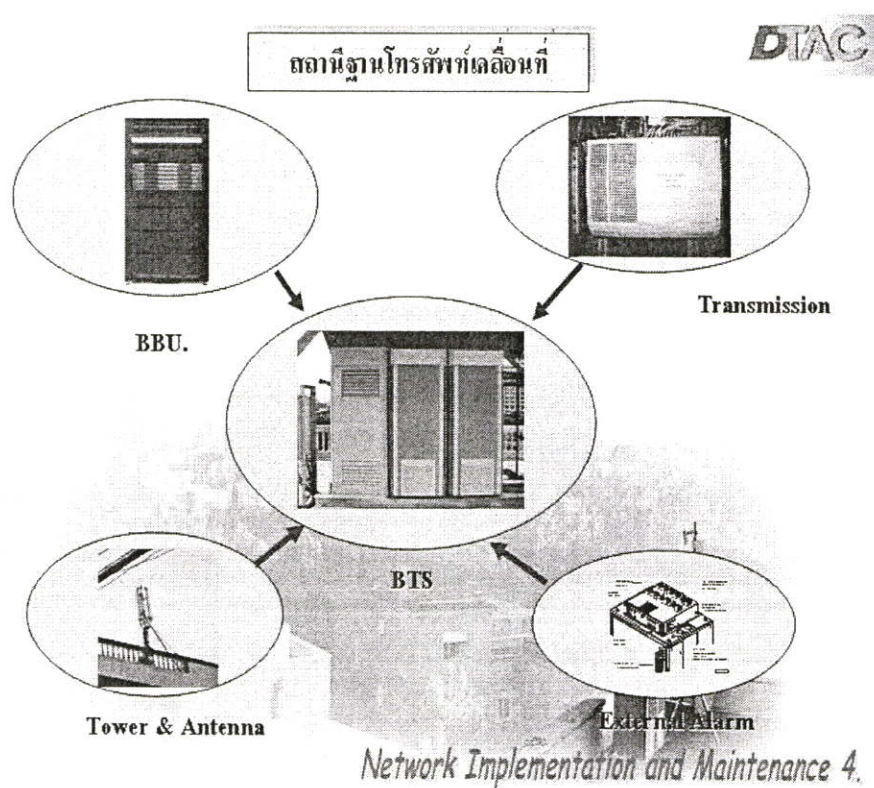 สถานีฐานโทรศัพท์เคลื่อนที่
DTAC
BBU.
Transmission
BTS
Tower & Antenna
External Alarm
Network Implementation and Maintenance 4.